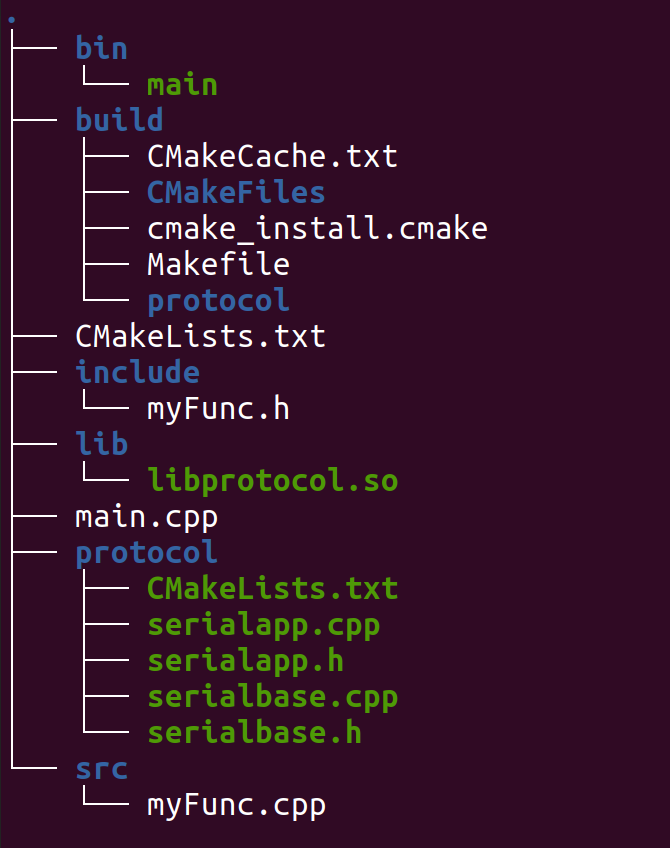 .
bin
main
build
CMakeCache.txt
CMakeFiles
cmake_install.cmake
Makefile
protocol
CMakeLists.txt
include
myFunc.h
lib
libprotocol.so
main.cpp
protocol
CMakeLists.txt
serialapp.cpp
serialapp.h
serialbase.cpp
serialbase.h
src
myFunc.cpp